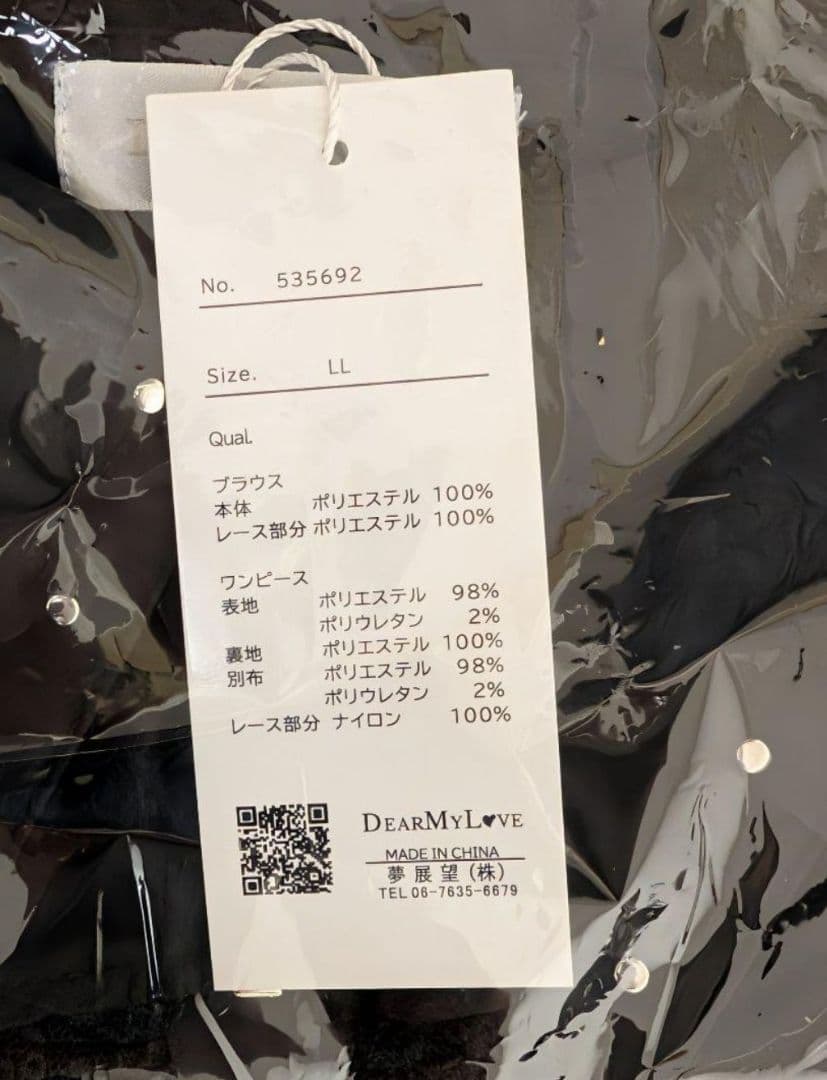 No. 535692
Size. LL
Qual.
ブラウス
本体 ポリエステル 100%
レース部分 ポリエステル 100%
ワンピース
表地 ポリエステル 98%
ポリウレタン 2%
裏地 ポリエステル 100%
別布 ポリエステル 98%
ポリウレタン 2%
レース部分 ナイロン 100%
DEARMYL♥VE
MADE IN CHINA
夢展望(株)
TEL 06-7635-6679